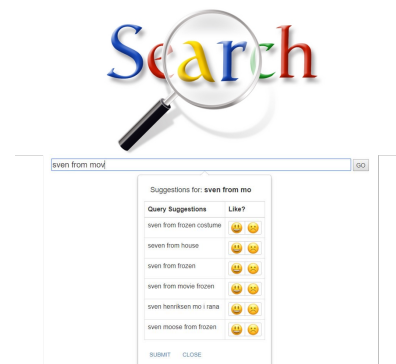 Search
sven from mov GO
Suggestions for: sven from mo
Query Suggestions Like?
sven from frozen costume
seven from house
sven from frozen
sven from movie frozen
sven henriksen mo i rana
sven moose from frozen
SUBMIT CLOSE